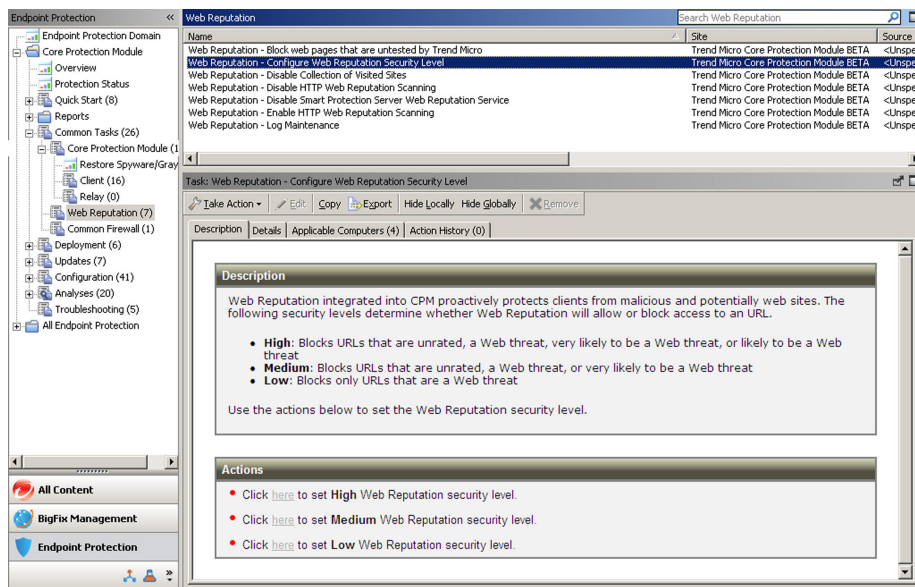 Endpoint Protection «
Endpoint Protection Domain
Core Protection Module
Overview
Protection Status
Quick Start (8)
Reports
Common Tasks (26)
Core Protection Module (1
Restore Spyware/Gray
Client (16)
Relay (0)
Web Reputation (7)
Common Firewall (1)
Deployment (6)
Updates (7)
Configuration (41)
Analyses (20)
Troubleshooting (5)
All Endpoint Protection
All Content
BigFix Management
Endpoint Protection
Web Reputation Search Web Reputation
Name Site Source
Web Reputation - Block web pages that are untested by Trend Micro Trend Micro Core Protection Module BETA <Unspe
Web Reputation - Configure Web Reputation Security Level Trend Micro Core Protection Module BETA <Unspe
Web Reputation - Disable Collection of Visited Sites Trend Micro Core Protection Module BETA <Unspe
Web Reputation - Disable HTTP Web Reputation Scanning Trend Micro Core Protection Module BETA <Unspe
Web Reputation - Disable Smart Protection Server Web Reputation Service Trend Micro Core Protection Module BETA <Unspe
Web Reputation - Enable HTTP Web Reputation Scanning Trend Micro Core Protection Module BETA <Unspe
Web Reputation - Log Maintenance Trend Micro Core Protection Module BETA <Unspe
Task: Web Reputation - Configure Web Reputation Security Level
Take Action Edit Copy Export Hide Locally Hide Globally Remove
Description Details Applicable Computers (4) Action History (0)
Description
Web Reputation integrated into CPM proactively protects clients from malicious and potentially web sites. The
following security levels determine whether Web Reputation will allow or block access to an URL.
• High: Blocks URLs that are unrated, a Web threat, very likely to be a Web threat, or likely to be a Web
threat
• Medium: Blocks URLs that are unrated, a Web threat, or very likely to be a Web threat
• Low: Blocks only URLs that are a Web threat
Use the actions below to set the Web Reputation security level.
Actions
• Click here to set High Web Reputation security level.
• Click here to set Medium Web Reputation security level.
• Click here to set Low Web Reputation security level.